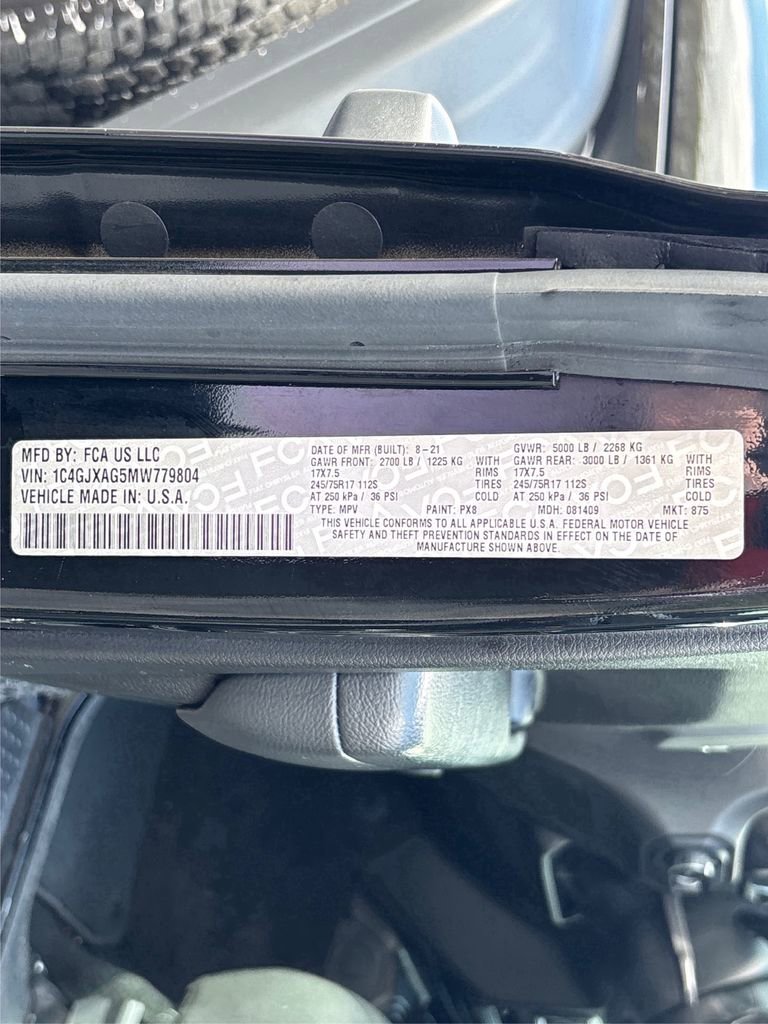 MFD BY: FCA US LLC
VIN: 1C4GJXAG5MW779804
VEHICLE MADE IN U.S.A.
DATE OF MFR (BUILT): 8-21 GVWR: 5000 LB / 2268 KG
GAWR FRONT: 2700 LB / 1225 KG WITH GAWR REAR: 3000 LB / 1361 KG WITH
17X7.5 RIMS 17X7.5 RIMS
245/75R17 112S TIRES 245/75R17 112S TIRES
AT 250 kPa / 36 PSI COLD AT 250 kPa / 36 PSI COLD
TYPE: MPV PAINT: PX8 MDH: 081409 MKT: 875
THIS VEHICLE CONFORMS TO ALL APPLICABLE U.S.A. FEDERAL MOTOR VEHICLE
SAFETY AND THEFT PREVENTION STANDARDS IN EFFECT ON THE DATE OF
MANUFACTURE SHOWN ABOVE.